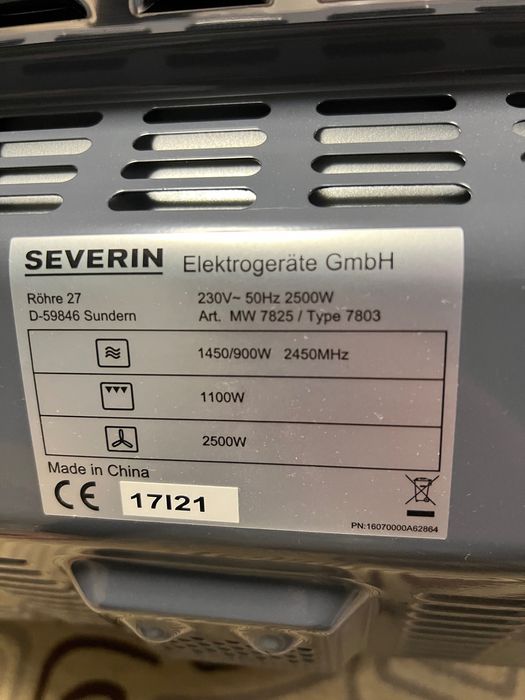 SEVERIN Elektrogeräte GmbH
Röhre 27 230V~ 50Hz 2500W
D-59846 Sundern Art. MW 7825 / Type 7803
1450/900W 2450MHz
1100W
2500W
Made in China
CE 17I21
PN:16070000A62864